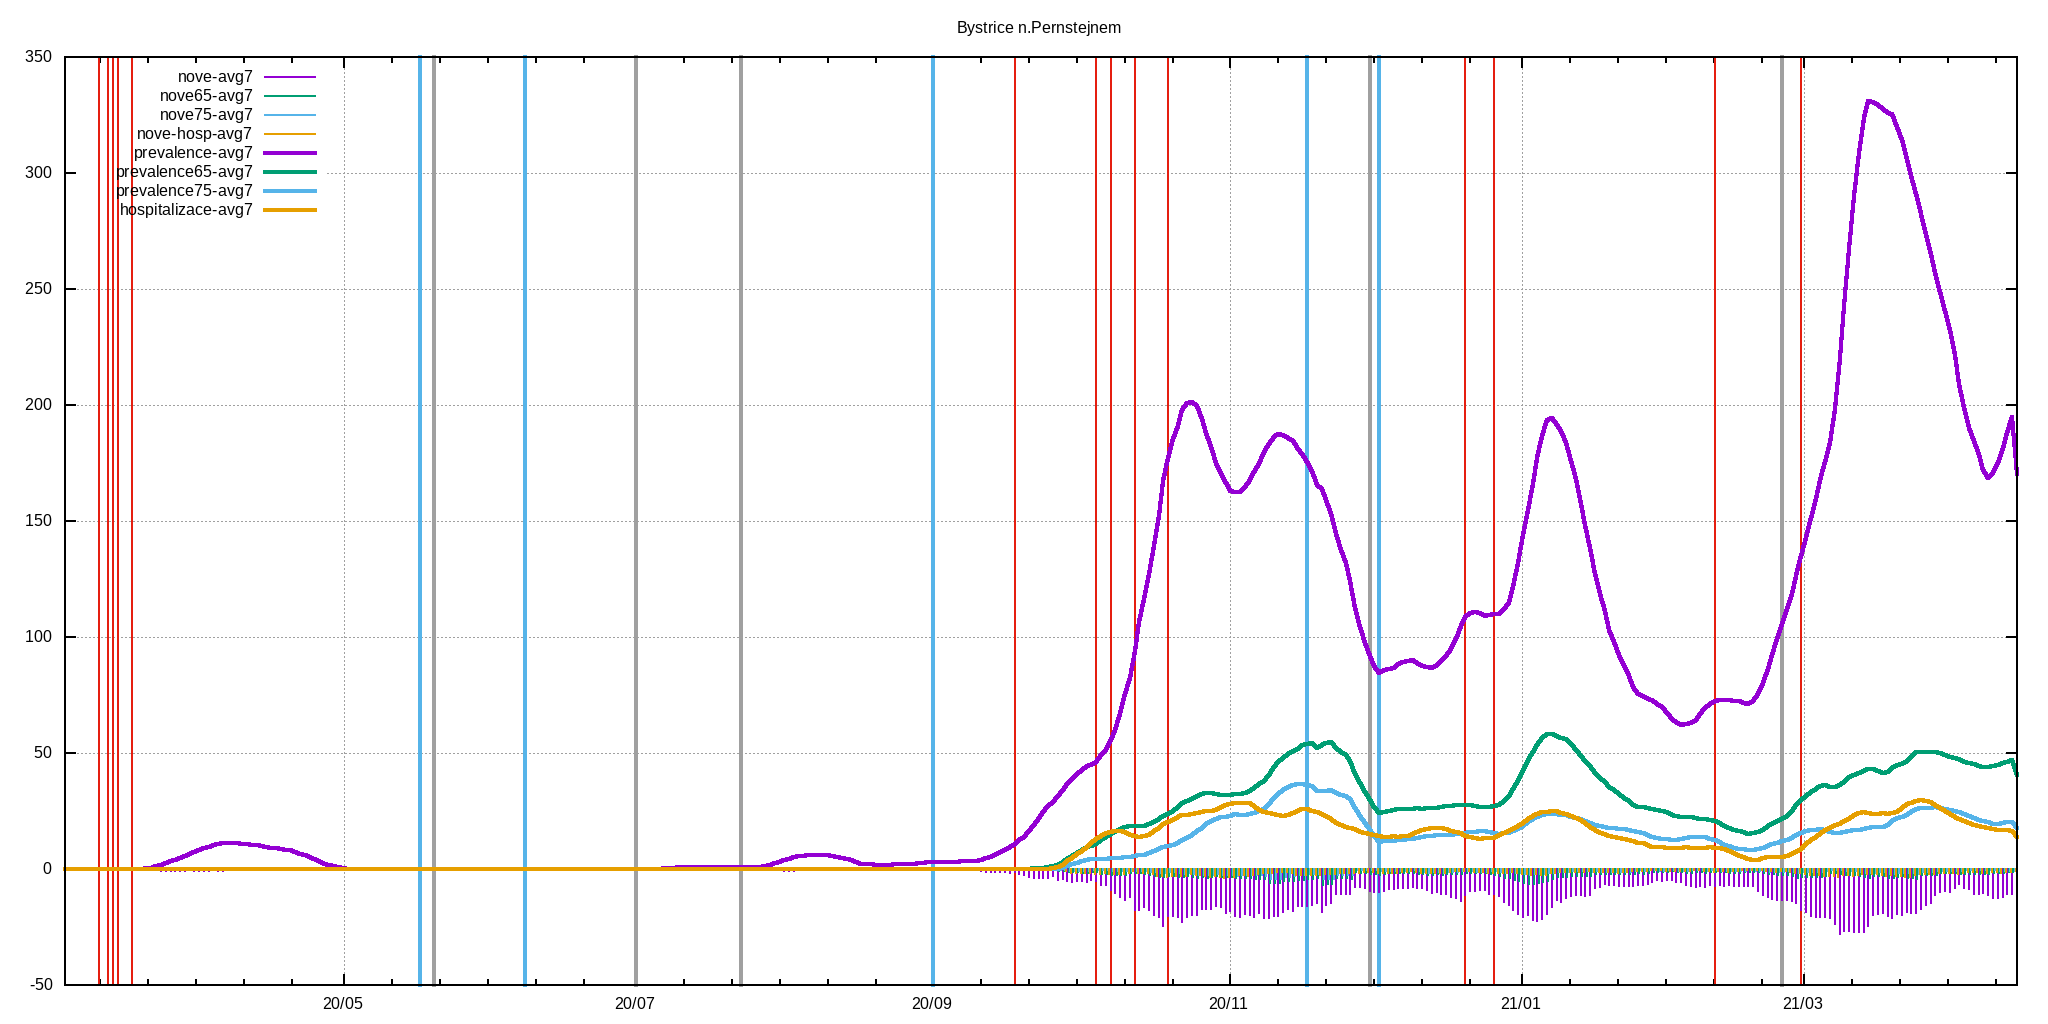 Bystrice n.Pernstejnem
350
300
250
200
150
100
50
0
-50
nove-avg7
nove65-avg7
nove75-avg7
nove-hosp-avg7
prevalence-avg7
prevalence65-avg7
prevalence75-avg7
hospitalizace-avg7
20/05 20/07 20/09 20/11 21/01 21/03